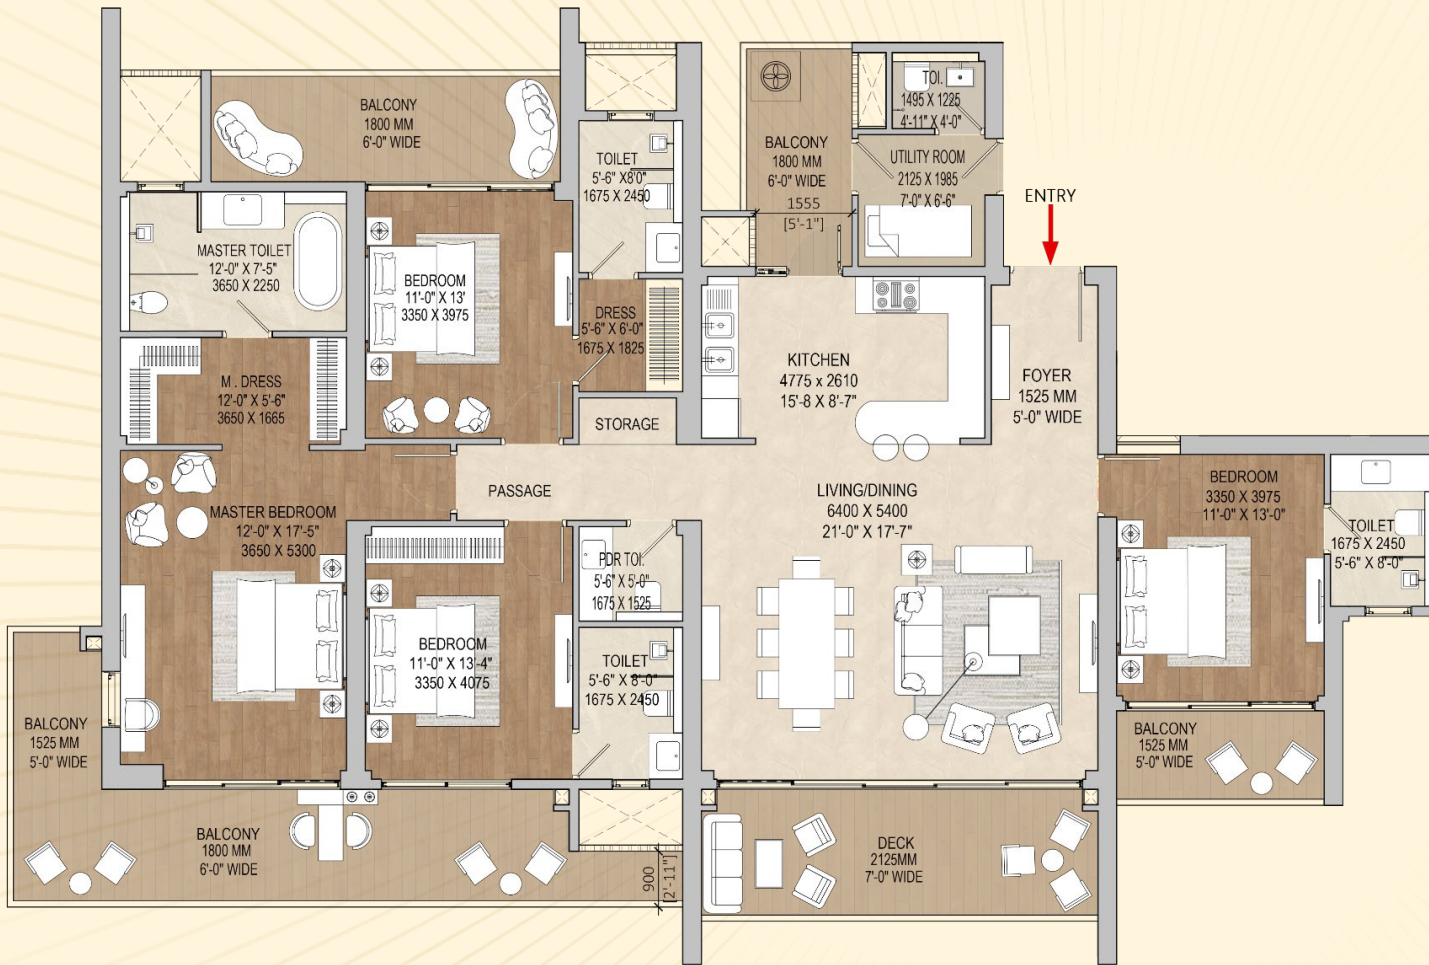 BALCONY
1800 MM
6'-0" WIDE
TOILET
5'-6" X8'0"
1675 X 2450
BALCONY
1800 MM
6'-0" WIDE
1555
[5'-1"]
TOI.
1495 X 1225
4'-11" X 4'-0"
UTILITY ROOM
2125 X 1985
7'-0" X 6'-6"
ENTRY
MASTER TOILET
12'-0" X 7'-5"
3650 X 2250
BEDROOM
11'-0" X 13'
3350 X 3975
DRESS
5'-6" X 6'-0"
1675 X 1825
KITCHEN
4775 x 2610
15'-8 X 8'-7"
FOYER
1525 MM
5'-0" WIDE
M . DRESS
12'-0" X 5'-6"
3650 X 1665
STORAGE
PASSAGE
LIVING/DINING
6400 X 5400
21'-0" X 17'-7"
BEDROOM
3350 X 3975
11'-0" X 13'-0"
TOILET
1675 X 2450
5'-6" X 8'-0"
MASTER BEDROOM
12'-0" X 17'-5"
3650 X 5300
PDR TOI.
5'-6" X 5'-0"
1675 X 1525
BEDROOM
11'-0" X 13'-4"
3350 X 4075
TOILET
5'-6" X 8'-0"
1675 X 2450
BALCONY
1525 MM
5'-0" WIDE
BALCONY
1525 MM
5'-0" WIDE
BALCONY
1800 MM
6'-0" WIDE
900
[2'-11"]
DECK
2125MM
7'-0" WIDE